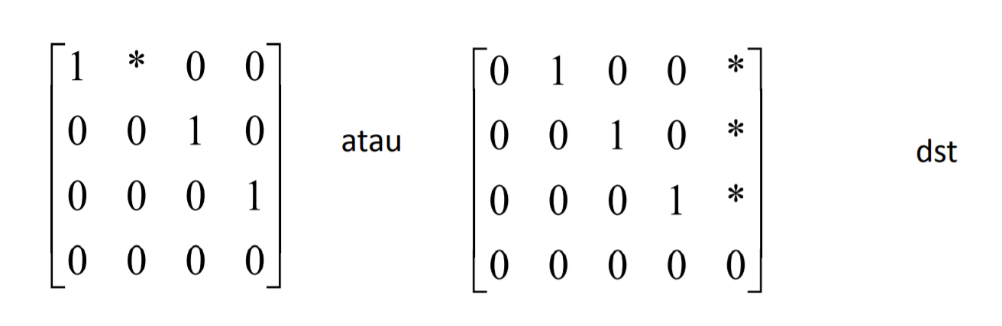 1 * 0 0
0 0 1 0
0 0 0 1
0 0 0 0
atau
0 1 0 0 *
0 0 1 0 *
0 0 0 1 *
0 0 0 0 0
dst